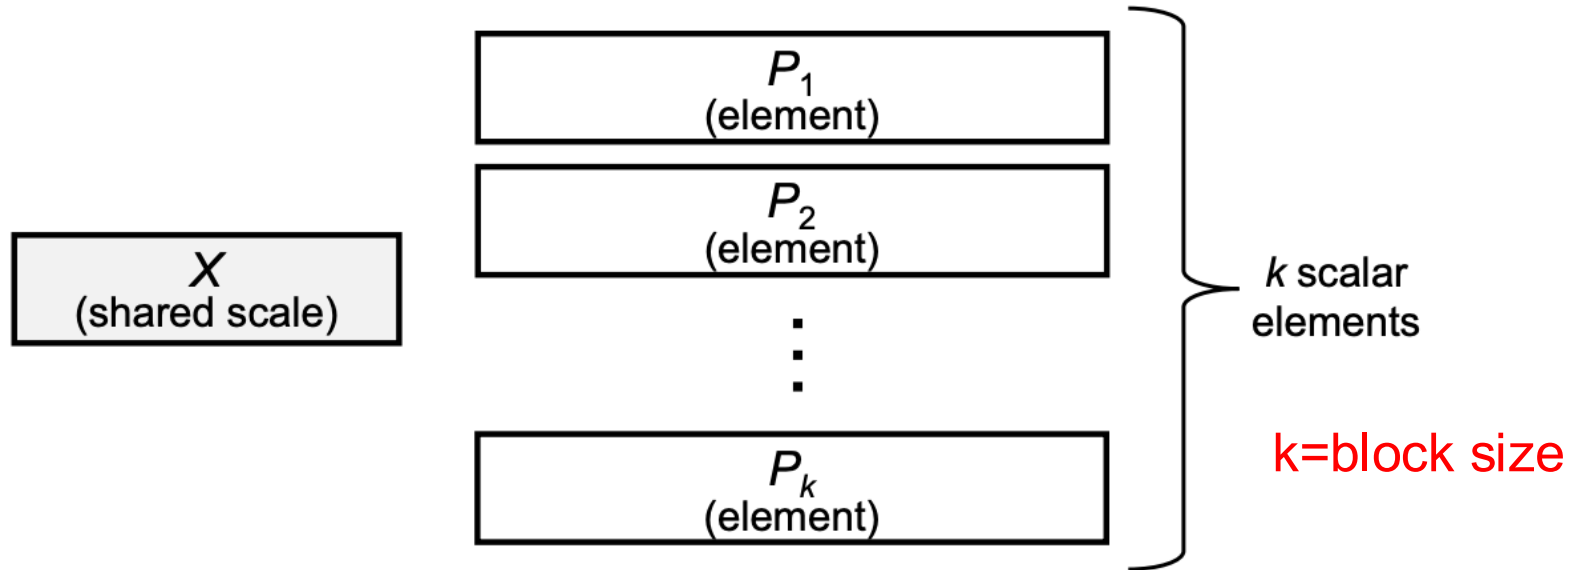 X
(shared scale)
P₁
(element)
P₂
(element)
⋮
Pₖ
(element)
k scalar
elements
k=block size